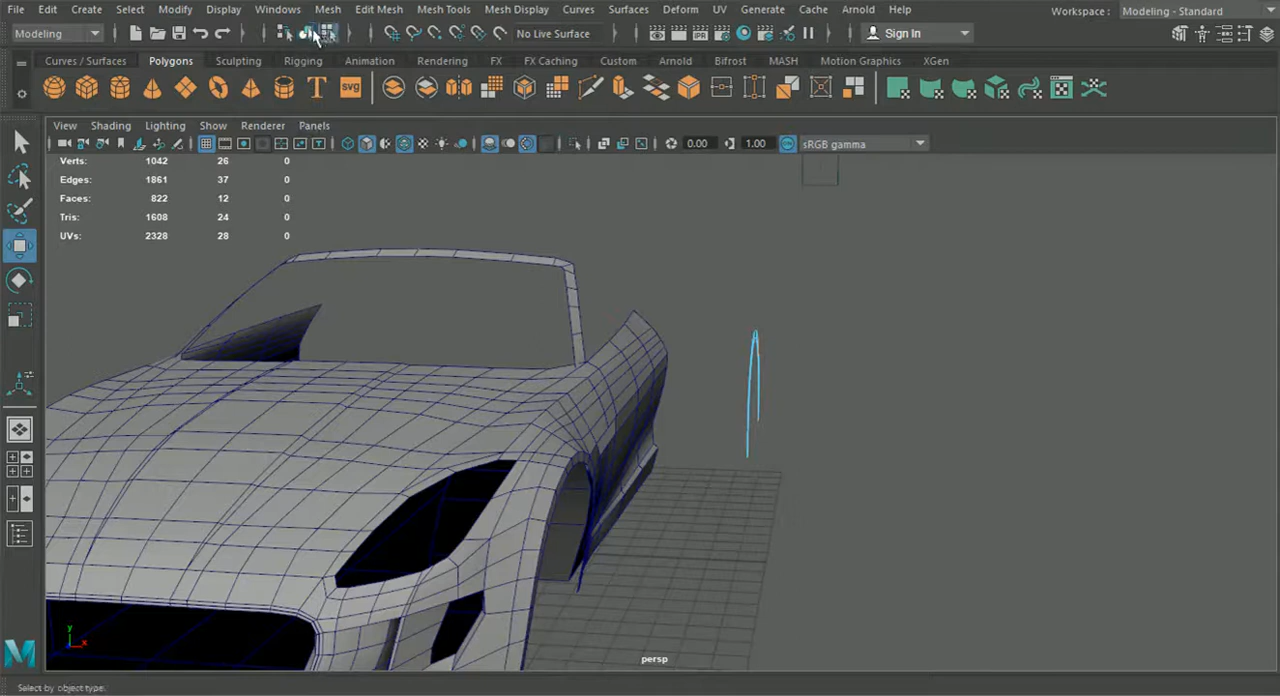 File Edit Create Select Modify Display Windows Mesh Edit Mesh Mesh Tools Mesh Display Curves Surfaces Deform UV Generate Cache Arnold Help Workspace: Modeling - Standard
Modeling No Live Surface Sign In
Curves / Surfaces Polygons Sculpting Rigging Animation Rendering FX FX Caching Custom Arnold Bifrost MASH Motion Graphics XGen
T SVG
View Shading Lighting Show Renderer Panels
0.00 1.00 sRGB gamma
Verts: 1042 26 0
Edges: 1861 37 0
Faces: 822 12 0
Tris: 1608 24 0
UVs: 2328 28 0
y
x
persp
Select by object type.